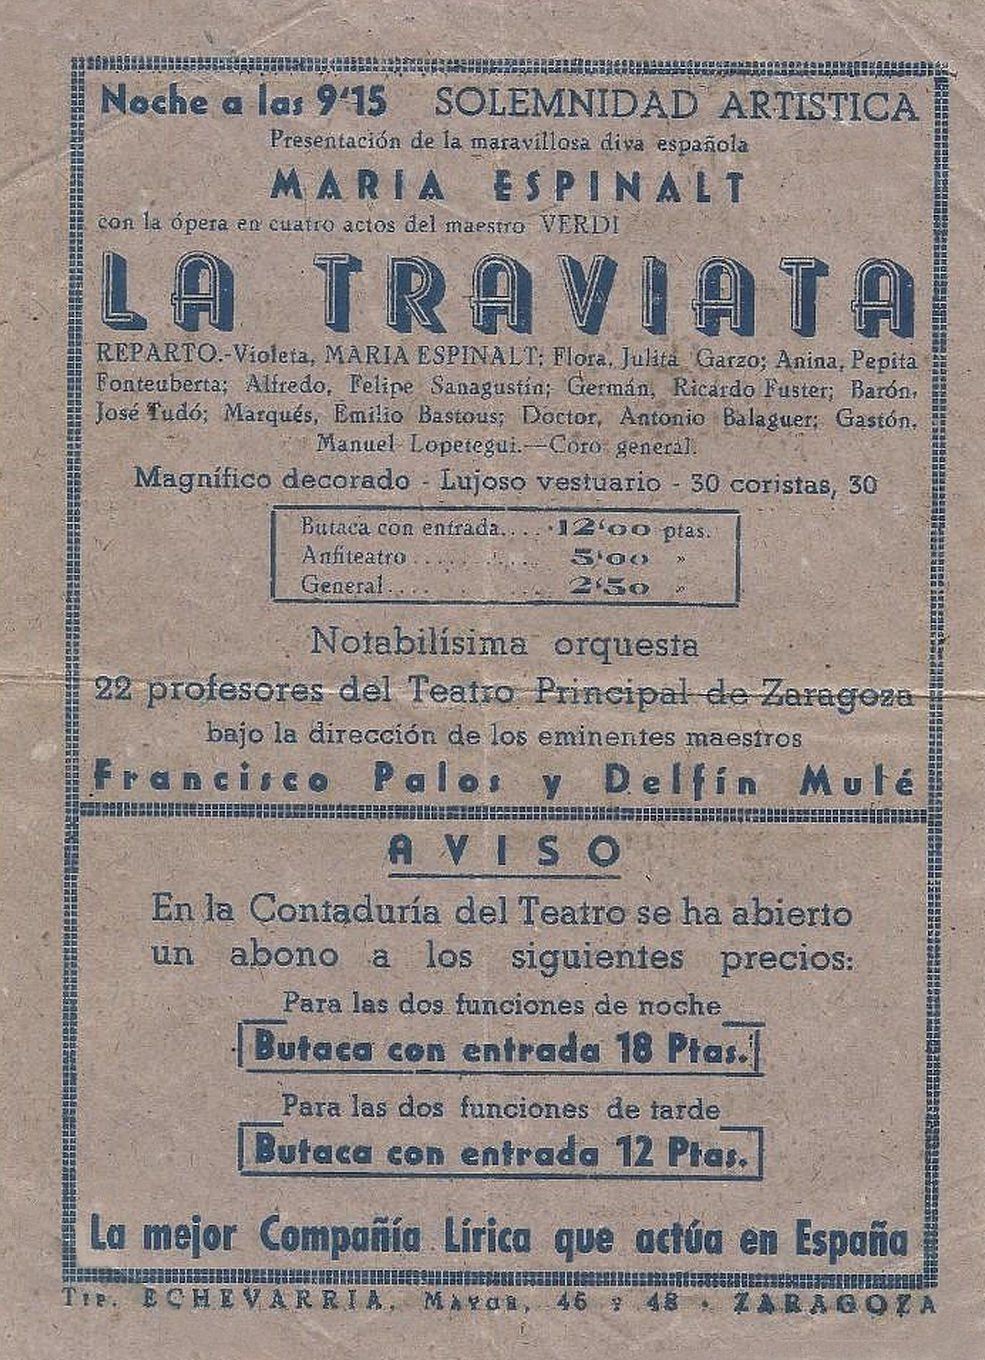 Noche a las 9'15 SOLEMNIDAD ARTISTICA
Presentación de la maravillosa diva española
MARIA ESPINALT
con la ópera en cuatro actos del maestro VERDI
LA TRAVIATA
REPARTO.-Violeta, MARIA ESPINALT; Flora, Julita Garzo; Anina, Pepita
Fonteuberta; Alfredo, Felipe Sanagustín; Germán, Ricardo Fuster; Barón,
José Tudó; Marqués, Emilio Bastous; Doctor, Antonio Balaguer; Gastón,
Manuel Lopetegui.—Coro general.
Magnífico decorado - Lujoso vestuario - 30 coristas, 30
Butaca con entrada.... 12'00 ptas.
Anfiteatro .......... 5'00 »
General.......... 2'50 »
Notabilísima orquesta
22 profesores del Teatro Principal de Zaragoza
bajo la dirección de los eminentes maestros
Francisco Palos y Delfín Mulé
AVISO
En la Contaduría del Teatro se ha abierto
un abono a los siguientes precios:
Para las dos funciones de noche
Butaca con entrada 18 Ptas.
Para las dos funciones de tarde
Butaca con entrada 12 Ptas.
La mejor Compañía Lírica que actúa en España
Tip. ECHEVARRIA, Mayor, 46 y 48 - ZARAGOZA